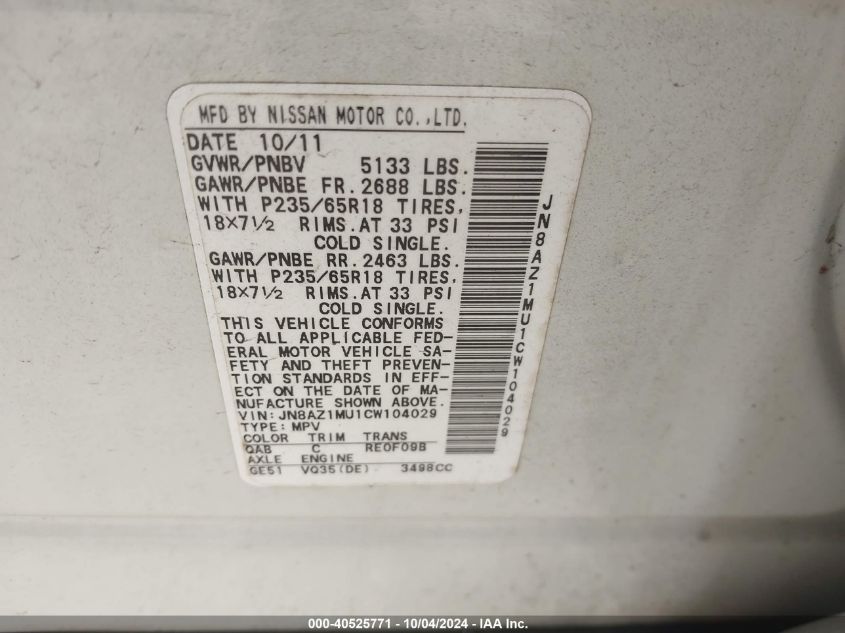 MFD BY NISSAN MOTOR CO.,LTD.
DATE 10/11
GVWR/PNBV 5133 LBS.
GAWR/PNBE FR.2688 LBS.
WITH P235/65R18 TIRES,
18X7½ RIMS.AT 33 PSI
COLD SINGLE.
GAWR/PNBE RR.2463 LBS.
WITH P235/65R18 TIRES,
18X7½ RIMS.AT 33 PSI
COLD SINGLE.
THIS VEHICLE CONFORMS
TO ALL APPLICABLE FED-
ERAL MOTOR VEHICLE SA-
FETY AND THEFT PREVEN-
TION STANDARDS IN EFF-
ECT ON THE DATE OF MA-
NUFACTURE SHOWN ABOVE.
VIN:JN8AZ1MU1CW104029
TYPE:MPV
COLOR TRIM TRANS
QAB C RE0F09B
AXLE ENGINE
GE51 VQ35(DE) 3498CC
JN8AZ1MU1CW104029
000-40525771 - 10/04/2024 - IAA Inc.